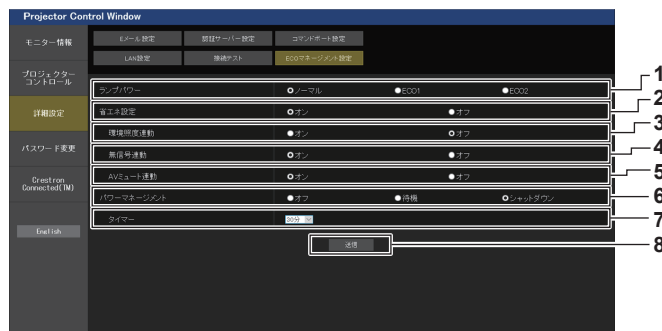 Projector Control Window
モニター情報
プロジェクター
コントロール
詳細設定
パスワード変更
Crestron
Connected(TM)
English
Eメール設定 認証サーバー設定 コマンドポート設定
LAN設定 接続テスト ECOマネージメント設定
ランプパワー ノーマル ECO1 ECO2 1
省エネ設定 オン オフ 2
環境照度連動 オン オフ 3
無信号連動 オン オフ 4
AVミュート連動 オン オフ 5
パワーマネージメント オフ 待機 シャットダウン 6
タイマー 30分 7
送信 8